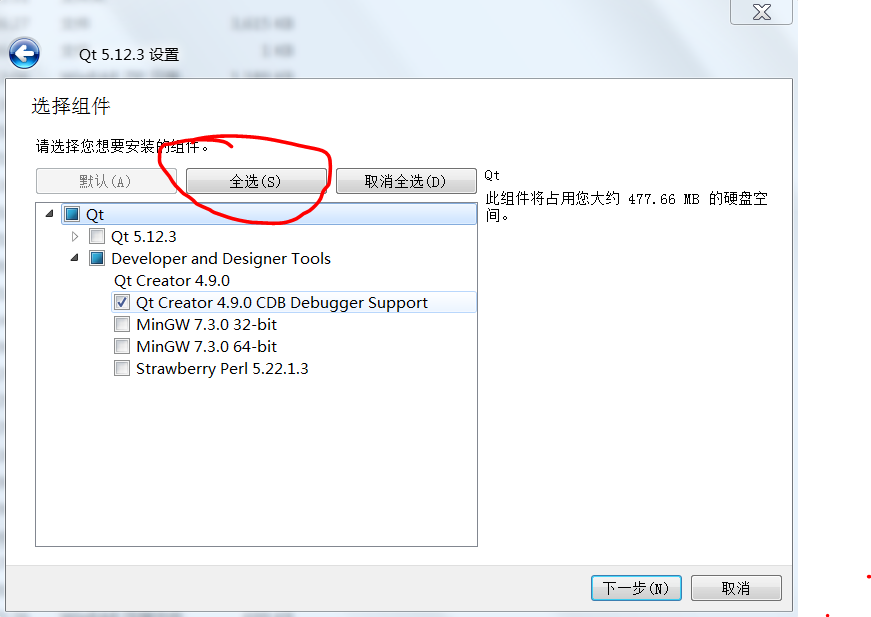 Qt 5.12.3 设置
选择组件
请选择您想要安装的组件。
默认(A) 全选(S) 取消全选(D)
Qt
此组件将占用您大约 477.66 MB 的硬盘空
间。
Qt
Qt 5.12.3
Developer and Designer Tools
Qt Creator 4.9.0
Qt Creator 4.9.0 CDB Debugger Support
MinGW 7.3.0 32-bit
MinGW 7.3.0 64-bit
Strawberry Perl 5.22.1.3
下一步(N) 取消